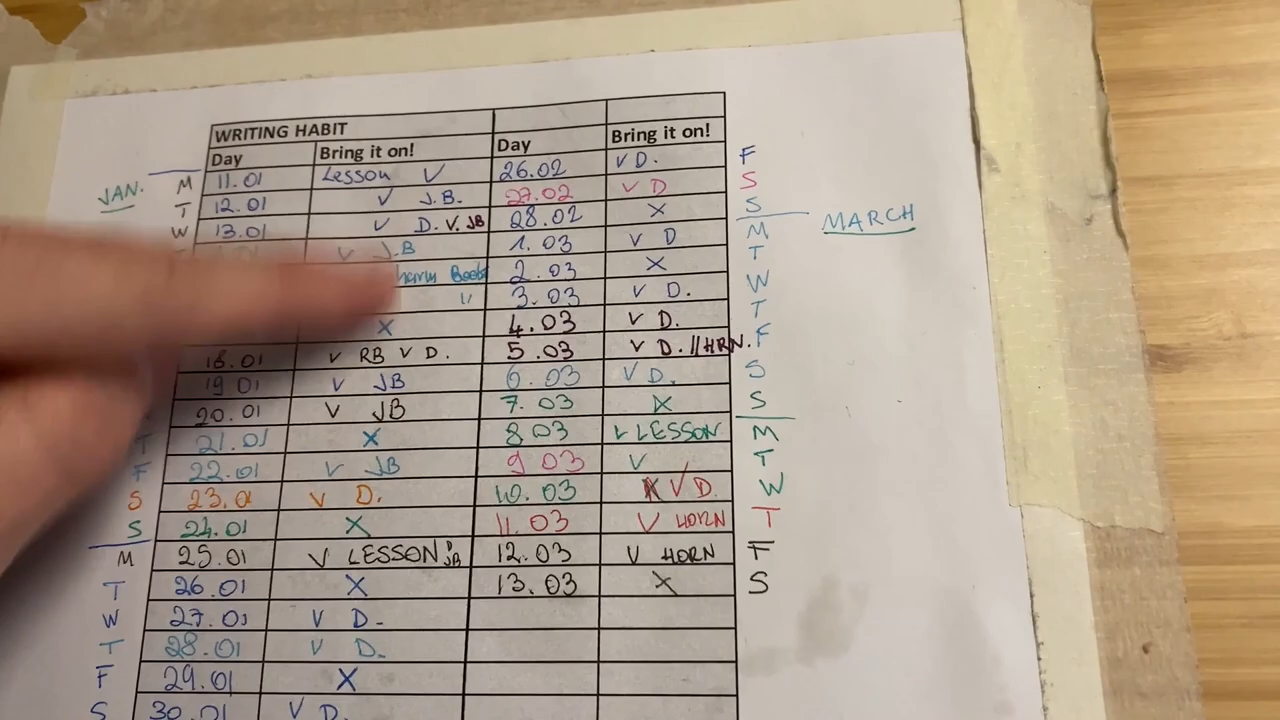 WRITING HABIT
Day Bring it on! Day Bring it on!
JAN. M 11.01 Lesson V 26.02 V D. F
T 12.01 V J.B. 27.02 V D S
W 13.01 V D. V. JB 28.02 X S MARCH
V J.B 1.03 V D M
Book 2.03 X T
" 3.03 V D. W
X 4.03 V D. T
18.01 V RB V D. 5.03 V D. //HRN. F
19.01 V JB 6.03 V D. S
20.01 V JB 7.03 X S
T 21.01 X 8.03 V LESSON M
F 22.01 V JB 9.03 V T
S 23.01 V D. 10.03 V D. W
S 24.01 X 11.03 V HORN T
M 25.01 V LESSON JB 12.03 V HORN F
T 26.01 X 13.03 X S
W 27.01 V D.
T 28.01 V D.
F 29.01 X
S 30.01 V D.